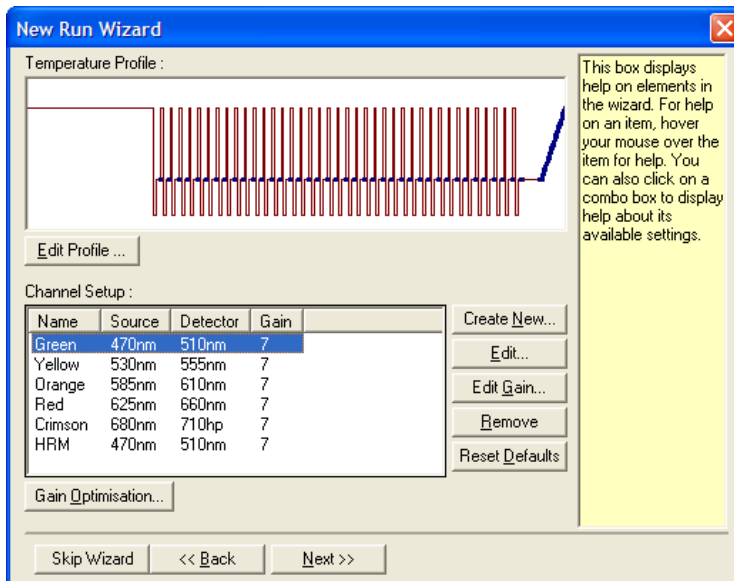 New Run Wizard
Temperature Profile :
Edit Profile ...
Channel Setup :
Name Source Detector Gain
Green 470nm 510nm 7
Yellow 530nm 555nm 7
Orange 585nm 610nm 7
Red 625nm 660nm 7
Crimson 680nm 710hp 7
HRM 470nm 510nm 7
Create New...
Edit...
Edit Gain...
Remove
Reset Defaults
Gain Optimisation...
This box displays
help on elements in
the wizard. For help
on an item, hover
your mouse over the
item for help. You
can also click on a
combo box to display
help about its
available settings.
Skip Wizard
<< Back
Next >>